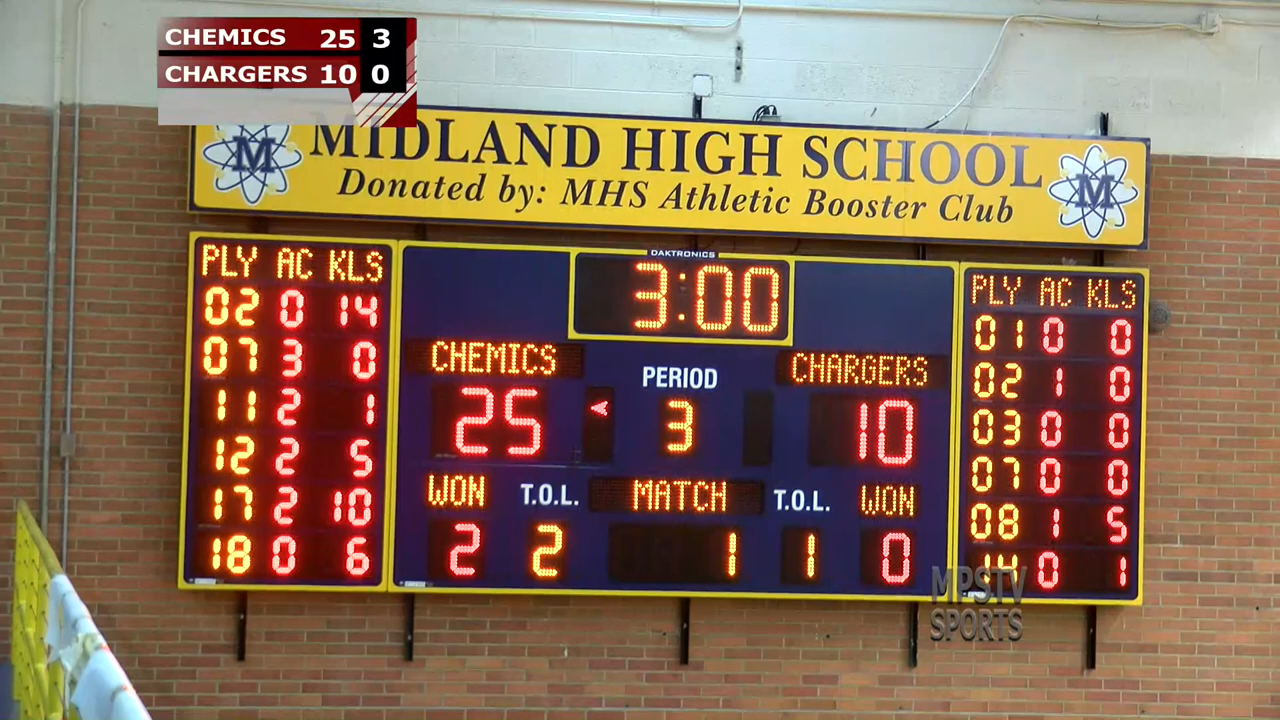 CHEMICS 25 3
CHARGERS 10 0
M MIDLAND HIGH SCHOOL M
Donated by: MHS Athletic Booster Club
DAKTRONICS
3:00
PLY AC KLS
02 0 14
07 3 0
11 2 1
12 2 5
17 2 10
18 0 6
CHEMICS PERIOD CHARGERS
25 3 10
WON T.O.L. MATCH T.O.L. WON
2 2 1 1 0
PLY AC KLS
01 0 0
02 1 0
03 0 0
07 0 0
08 1 5
14 0 1
MPSTV
SPORTS